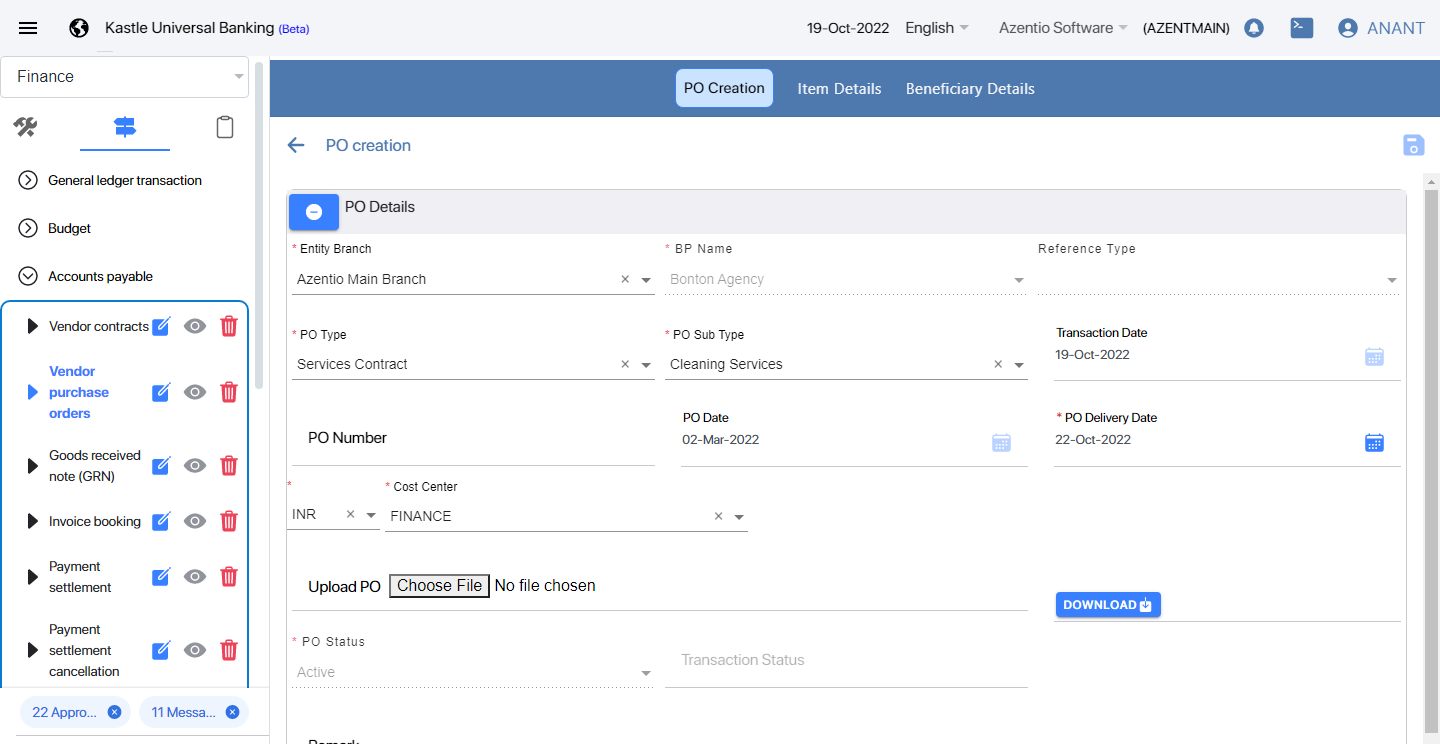 Kastle Universal Banking (Beta)
19-Oct-2022
English
Azentio Software
(AZENTMAIN)
ANANT
Finance
General ledger transaction
Budget
Accounts payable
Vendor contracts
Vendor
purchase
orders
Goods received
note (GRN)
Invoice booking
Payment
settlement
Payment
settlement
cancellation
22 Appro...
11 Messa...
PO Creation
Item Details
Beneficiary Details
PO creation
PO Details
* Entity Branch
Azentio Main Branch
* BP Name
Bonton Agency
Reference Type
* PO Type
Services Contract
* PO Sub Type
Cleaning Services
Transaction Date
19-Oct-2022
PO Number
PO Date
02-Mar-2022
* PO Delivery Date
22-Oct-2022
*
INR
* Cost Center
FINANCE
Upload PO Choose File No file chosen
DOWNLOAD
* PO Status
Active
Transaction Status
Remark